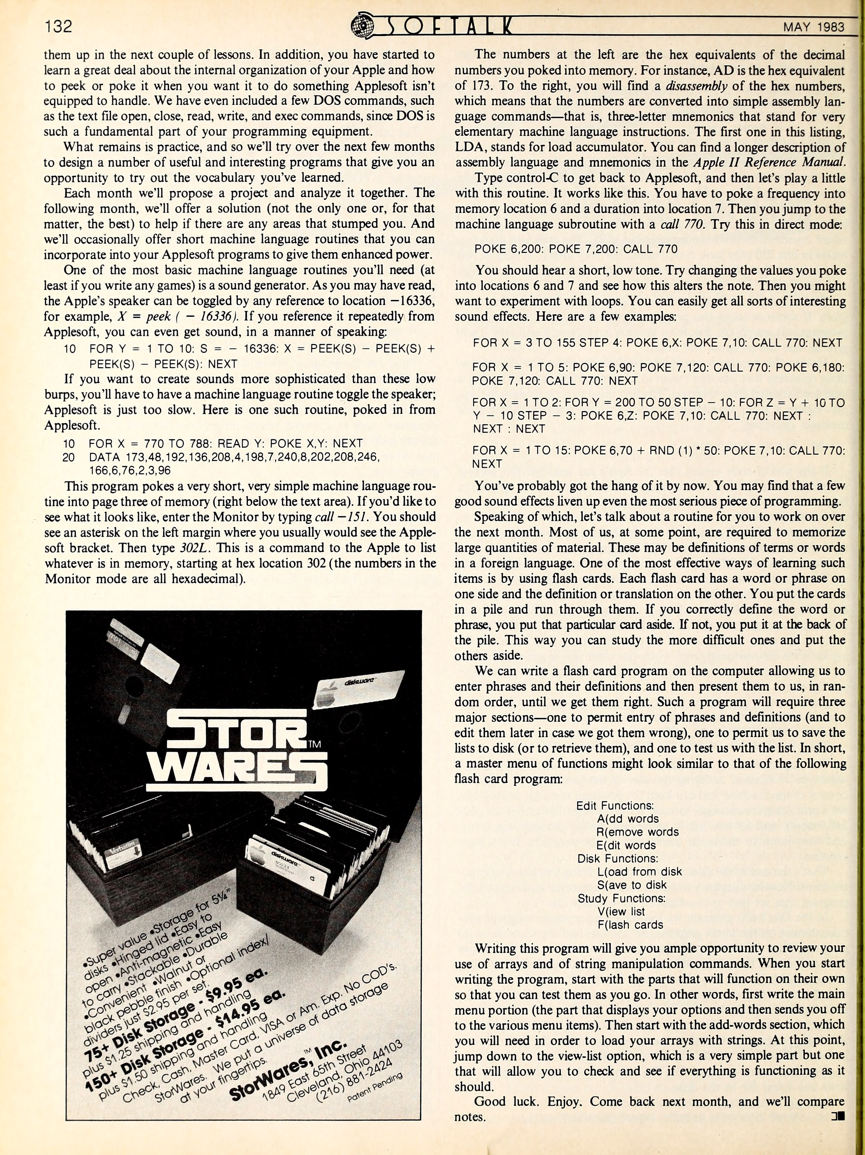 132
SOFTALK
MAY 1983
them up in the next couple of lessons. In addition, you have started to
learn a great deal about the internal organization of your Apple and how
to peek or poke it when you want it to do something Applesoft isn't
equipped to handle. We have even included a few DOS commands, such
as the text file open, close, read, write, and exec commands, since DOS is
such a fundamental part of your programming equipment.
What remains is practice, and so we'll try over the next few months
to design a number of useful and interesting programs that give you an
opportunity to try out the vocabulary you've learned.
Each month we'll propose a project and analyze it together. The
following month, we'll offer a solution (not the only one or, for that
matter, the best) to help if there are any areas that stumped you. And
we'll occasionally offer short machine language routines that you can
incorporate into your Applesoft programs to give them enhanced power.
One of the most basic machine language routines you'll need (at
least if you write any games) is a sound generator. As you may have read,
the Apple's speaker can be toggled by any reference to location −16336,
for example, X = peek ( − 16336). If you reference it repeatedly from
Applesoft, you can even get sound, in a manner of speaking:
10 FOR Y = 1 TO 10: S = − 16336: X = PEEK(S) − PEEK(S) +
PEEK(S) − PEEK(S): NEXT
If you want to create sounds more sophisticated than these low
burps, you'll have to have a machine language routine toggle the speaker;
Applesoft is just too slow. Here is one such routine, poked in from
Applesoft.
10 FOR X = 770 TO 788: READ Y: POKE X,Y: NEXT
20 DATA 173,48,192,136,208,4,198,7,240,8,202,208,246,
166,6,76,2,3,96
This program pokes a very short, very simple machine language rou-
tine into page three of memory (right below the text area). If you'd like to
see what it looks like, enter the Monitor by typing call −151. You should
see an asterisk on the left margin where you usually would see the Apple-
soft bracket. Then type 302L. This is a command to the Apple to list
whatever is in memory, starting at hex location 302 (the numbers in the
Monitor mode are all hexadecimal).
diskware
STOR
WARES™
Verbatim
diskware
•Super value •Storage for 5¼"
disks •Hinged lid •Easy to
open •Anti-magnetic •Easy
to carry •Stackable •Durable
•Convenient •Walnut or
black pebble finish •Optional index/
dividers just $2.95 per set.
75+ Disk Storage - $9.95 ea.
plus $1.25 shipping and handling
150+ Disk Storage - $14.95 ea.
plus $1.50 shipping and handling
Check, Cash, Master Card, VISA or Am. Exp. No COD's.
StorWares. We put a universe of data storage
at your fingertips.
StorWares,™ Inc.
1849 East 65th Street
Cleveland, Ohio 44103
(216) 881-2424
Patent Pending
The numbers at the left are the hex equivalents of the decimal
numbers you poked into memory. For instance, AD is the hex equivalent
of 173. To the right, you will find a disassembly of the hex numbers,
which means that the numbers are converted into simple assembly lan-
guage commands—that is, three-letter mnemonics that stand for very
elementary machine language instructions. The first one in this listing,
LDA, stands for load accumulator. You can find a longer description of
assembly language and mnemonics in the Apple II Reference Manual.
Type control-C to get back to Applesoft, and then let's play a little
with this routine. It works like this. You have to poke a frequency into
memory location 6 and a duration into location 7. Then you jump to the
machine language subroutine with a call 770. Try this in direct mode:
POKE 6,200: POKE 7,200: CALL 770
You should hear a short, low tone. Try changing the values you poke
into locations 6 and 7 and see how this alters the note. Then you might
want to experiment with loops. You can easily get all sorts of interesting
sound effects. Here are a few examples:
FOR X = 3 TO 155 STEP 4: POKE 6,X: POKE 7,10: CALL 770: NEXT
FOR X = 1 TO 5: POKE 6,90: POKE 7,120: CALL 770: POKE 6,180:
POKE 7,120: CALL 770: NEXT
FOR X = 1 TO 2: FOR Y = 200 TO 50 STEP − 10: FOR Z = Y + 10 TO
Y − 10 STEP − 3: POKE 6,Z: POKE 7,10: CALL 770: NEXT :
NEXT : NEXT
FOR X = 1 TO 15: POKE 6,70 + RND (1) * 50: POKE 7,10: CALL 770:
NEXT
You've probably got the hang of it by now. You may find that a few
good sound effects liven up even the most serious piece of programming.
Speaking of which, let's talk about a routine for you to work on over
the next month. Most of us, at some point, are required to memorize
large quantities of material. These may be definitions of terms or words
in a foreign language. One of the most effective ways of learning such
items is by using flash cards. Each flash card has a word or phrase on
one side and the definition or translation on the other. You put the cards
in a pile and run through them. If you correctly define the word or
phrase, you put that particular card aside. If not, you put it at the back of
the pile. This way you can study the more difficult ones and put the
others aside.
We can write a flash card program on the computer allowing us to
enter phrases and their definitions and then present them to us, in ran-
dom order, until we get them right. Such a program will require three
major sections—one to permit entry of phrases and definitions (and to
edit them later in case we got them wrong), one to permit us to save the
lists to disk (or to retrieve them), and one to test us with the list. In short,
a master menu of functions might look similar to that of the following
flash card program:
Edit Functions:
A(dd words
R(emove words
E(dit words
Disk Functions:
L(oad from disk
S(ave to disk
Study Functions:
V(iew list
F(lash cards
Writing this program will give you ample opportunity to review your
use of arrays and of string manipulation commands. When you start
writing the program, start with the parts that will function on their own
so that you can test them as you go. In other words, first write the main
menu portion (the part that displays your options and then sends you off
to the various menu items). Then start with the add-words section, which
you will need in order to load your arrays with strings. At this point,
jump down to the view-list option, which is a very simple part but one
that will allow you to check and see if everything is functioning as it
should.
Good luck. Enjoy. Come back next month, and we'll compare
notes.